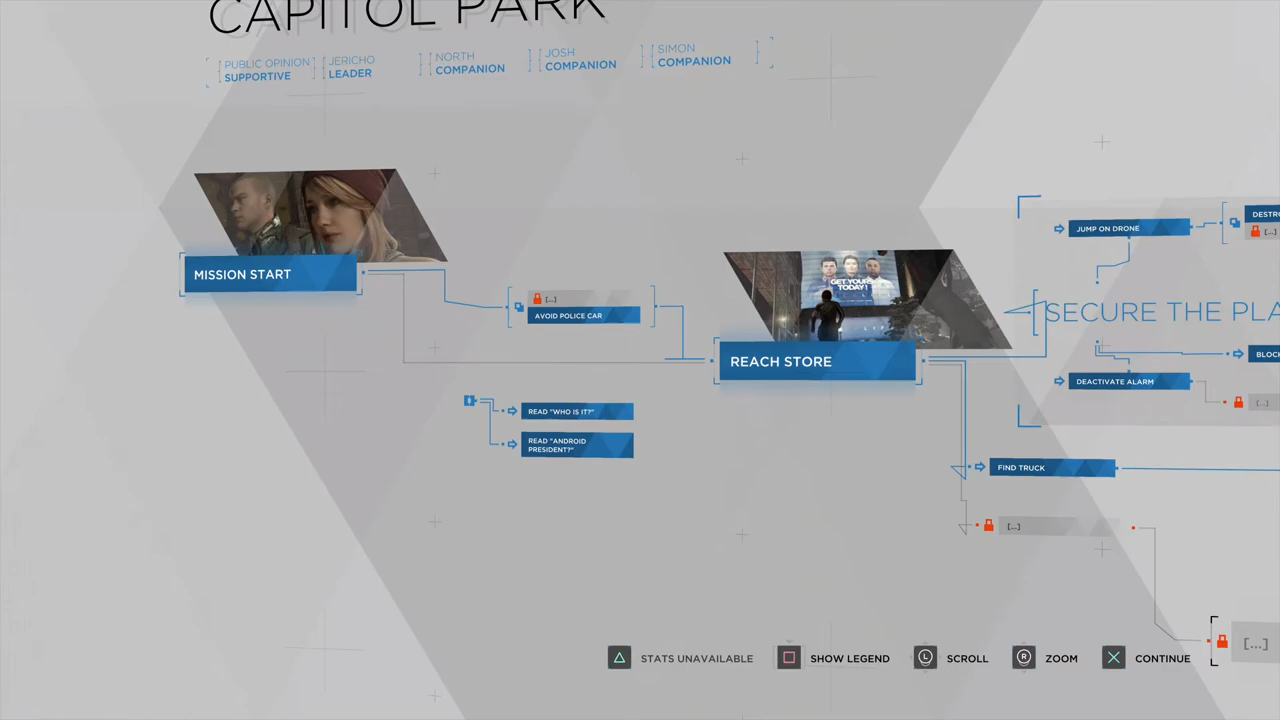 CAPITOL PARK
PUBLIC OPINION
SUPPORTIVE
JERICHO
LEADER
NORTH
COMPANION
JOSH
COMPANION
SIMON
COMPANION
MISSION START
[...]
AVOID POLICE CAR
READ "WHO IS IT?"
READ "ANDROID
PRESIDENT?"
GET YOURS
TODAY!
REACH STORE
JUMP ON DRONE
DESTRO
[...]
SECURE THE PLA
BLOCK
DEACTIVATE ALARM
[...]
FIND TRUCK
[...]
[...]
STATS UNAVAILABLE
SHOW LEGEND
L
SCROLL
R
ZOOM
CONTINUE